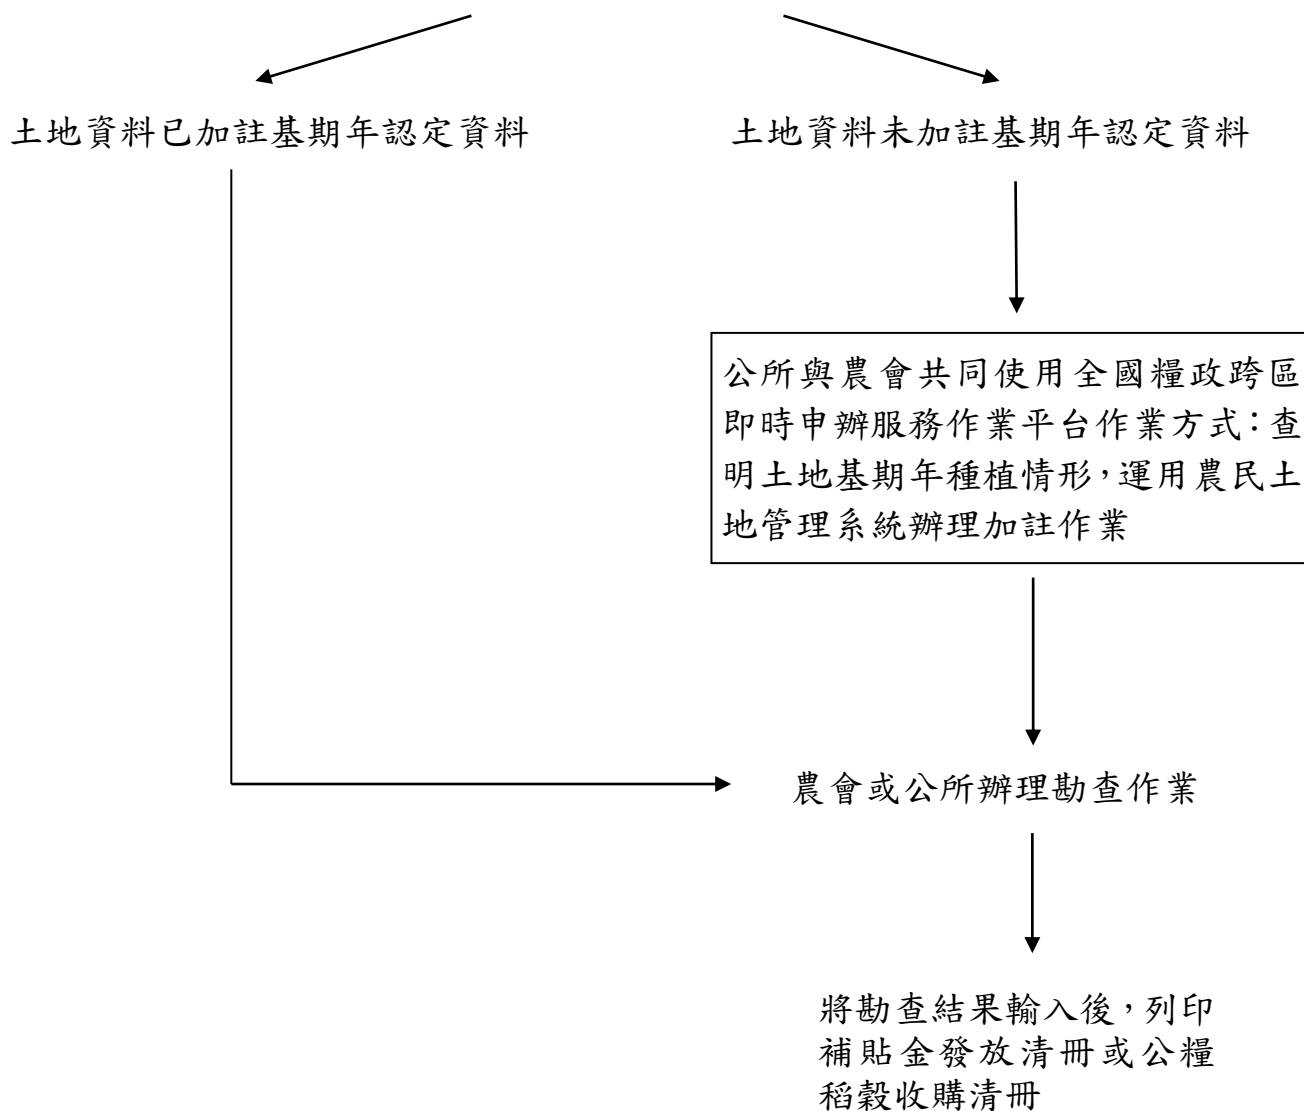 土地資料已加註基期年認定資料
土地資料未加註基期年認定資料
公所與農會共同使用全國糧政跨區
即時申辦服務作業平台作業方式：查
明土地基期年種植情形，運用農民土
地管理系統辦理加註作業
農會或公所辦理勘查作業
將勘查結果輸入後，列印
補貼金發放清冊或公糧
稻穀收購清冊